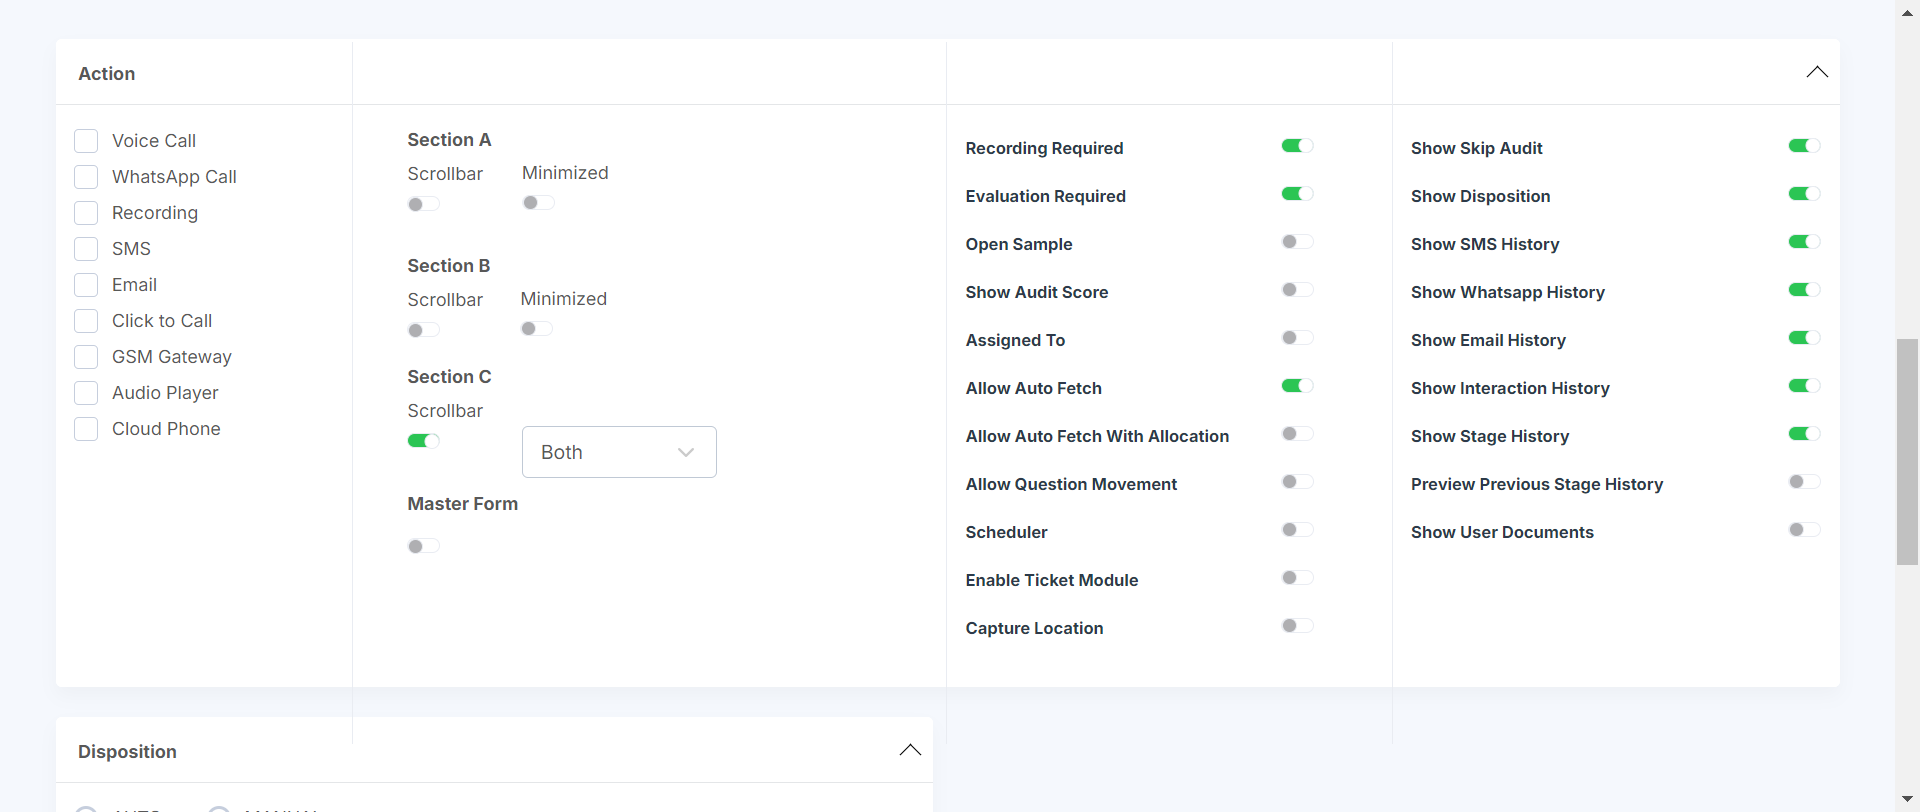 Action
Voice Call
WhatsApp Call
Recording
SMS
Email
Click to Call
GSM Gateway
Audio Player
Cloud Phone
Section A
Scrollbar Minimized
Section B
Scrollbar Minimized
Section C
Scrollbar
Both
Master Form
Recording Required
Evaluation Required
Open Sample
Show Audit Score
Assigned To
Allow Auto Fetch
Allow Auto Fetch With Allocation
Allow Question Movement
Scheduler
Enable Ticket Module
Capture Location
Show Skip Audit
Show Disposition
Show SMS History
Show Whatsapp History
Show Email History
Show Interaction History
Show Stage History
Preview Previous Stage History
Show User Documents
Disposition